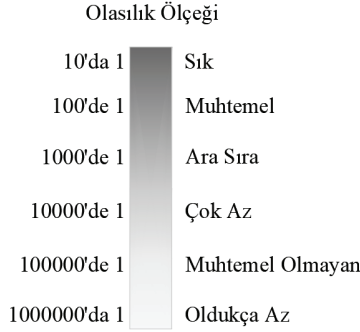 Olasılık Ölçeği
10'da 1 Sık
100'de 1 Muhtemel
1000'de 1 Ara Sıra
10000'de 1 Çok Az
100000'de 1 Muhtemel Olmayan
1000000'da 1 Oldukça Az